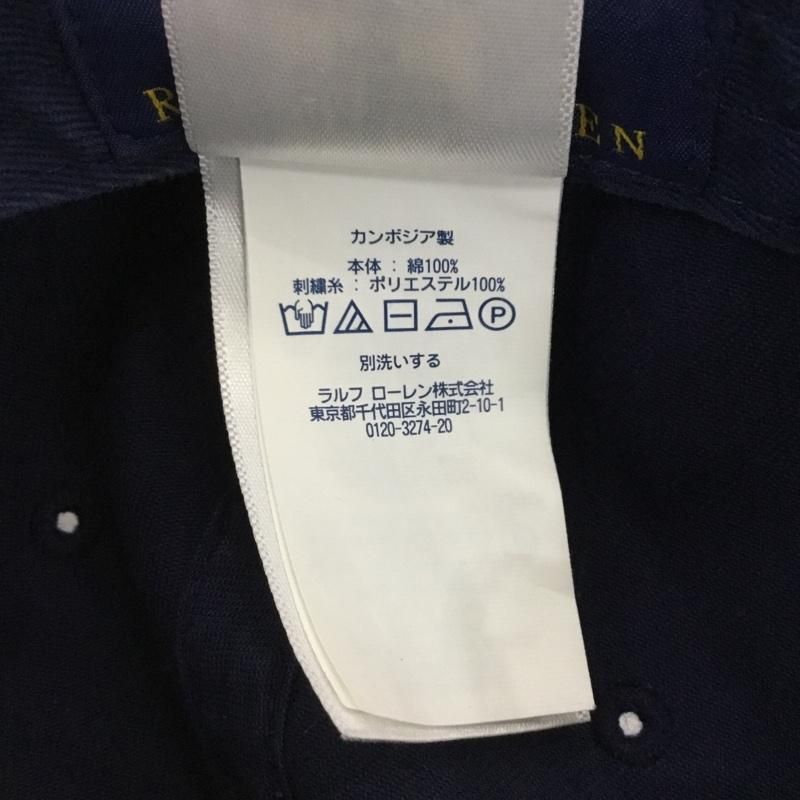 R EN
カンボジア製
本体 : 綿100%
刺繍糸 : ポリエステル100%
P
別洗いする
ラルフ ローレン株式会社
東京都千代田区永田町2-10-1
0120-3274-20